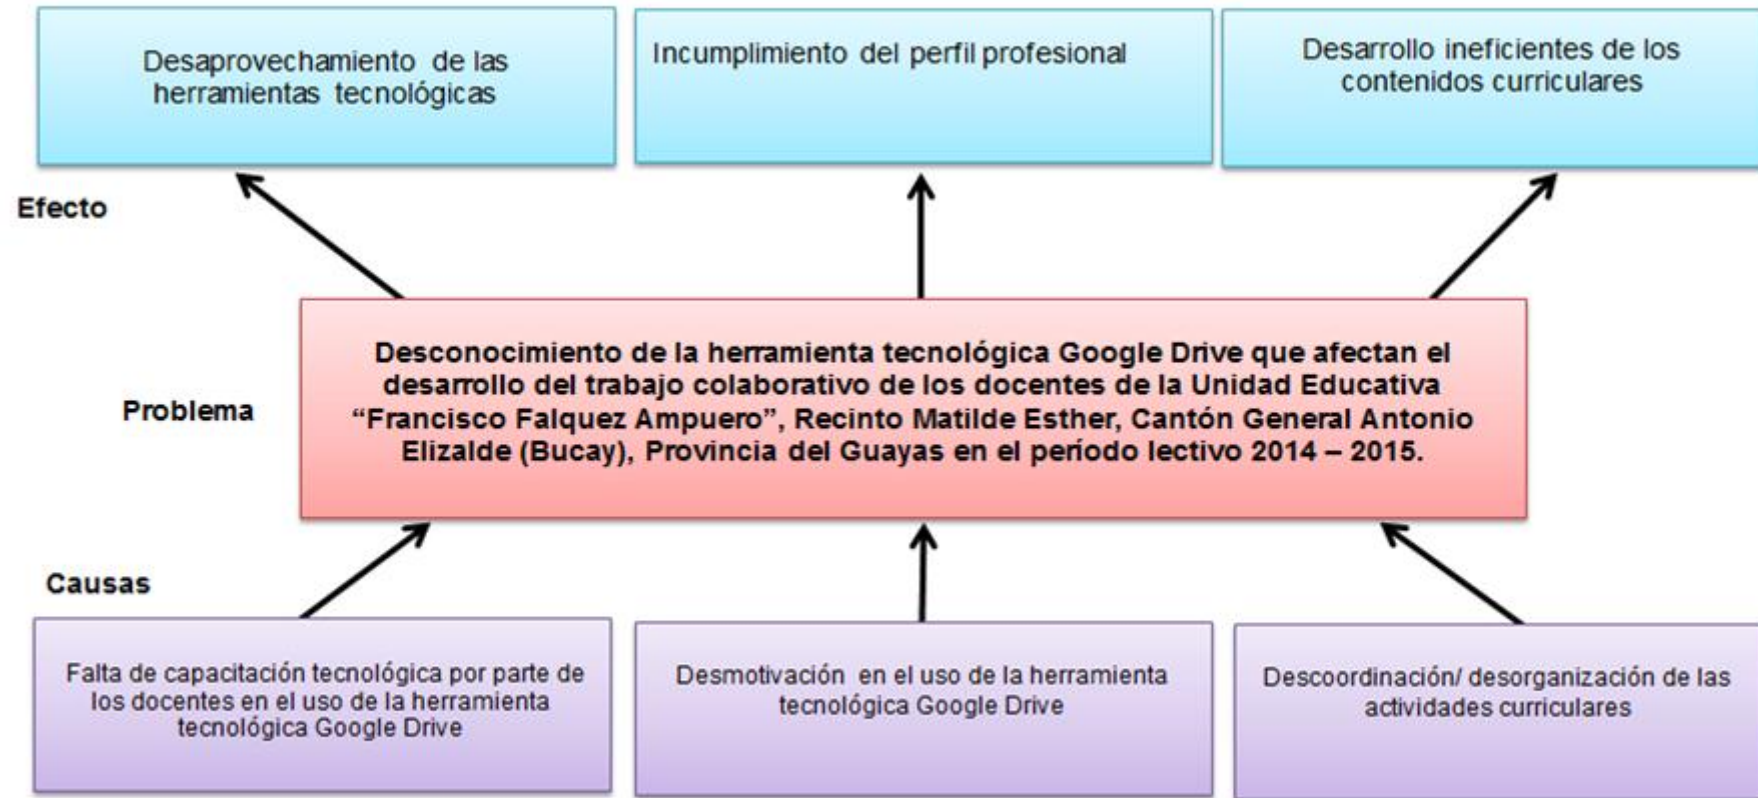 Desaprovechamiento de las
herramientas tecnológicas
Incumplimiento del perfil profesional
Desarrollo ineficientes de los
contenidos curriculares
Efecto
Problema
Desconocimiento de la herramienta tecnológica Google Drive que afectan el
desarrollo del trabajo colaborativo de los docentes de la Unidad Educativa
“Francisco Falquez Ampuero”, Recinto Matilde Esther, Cantón General Antonio
Elizalde (Bucay), Provincia del Guayas en el período lectivo 2014 – 2015.
Causas
Falta de capacitación tecnológica por parte de
los docentes en el uso de la herramienta
tecnológica Google Drive
Desmotivación en el uso de la herramienta
tecnológica Google Drive
Descoordinación/ desorganización de las
actividades curriculares